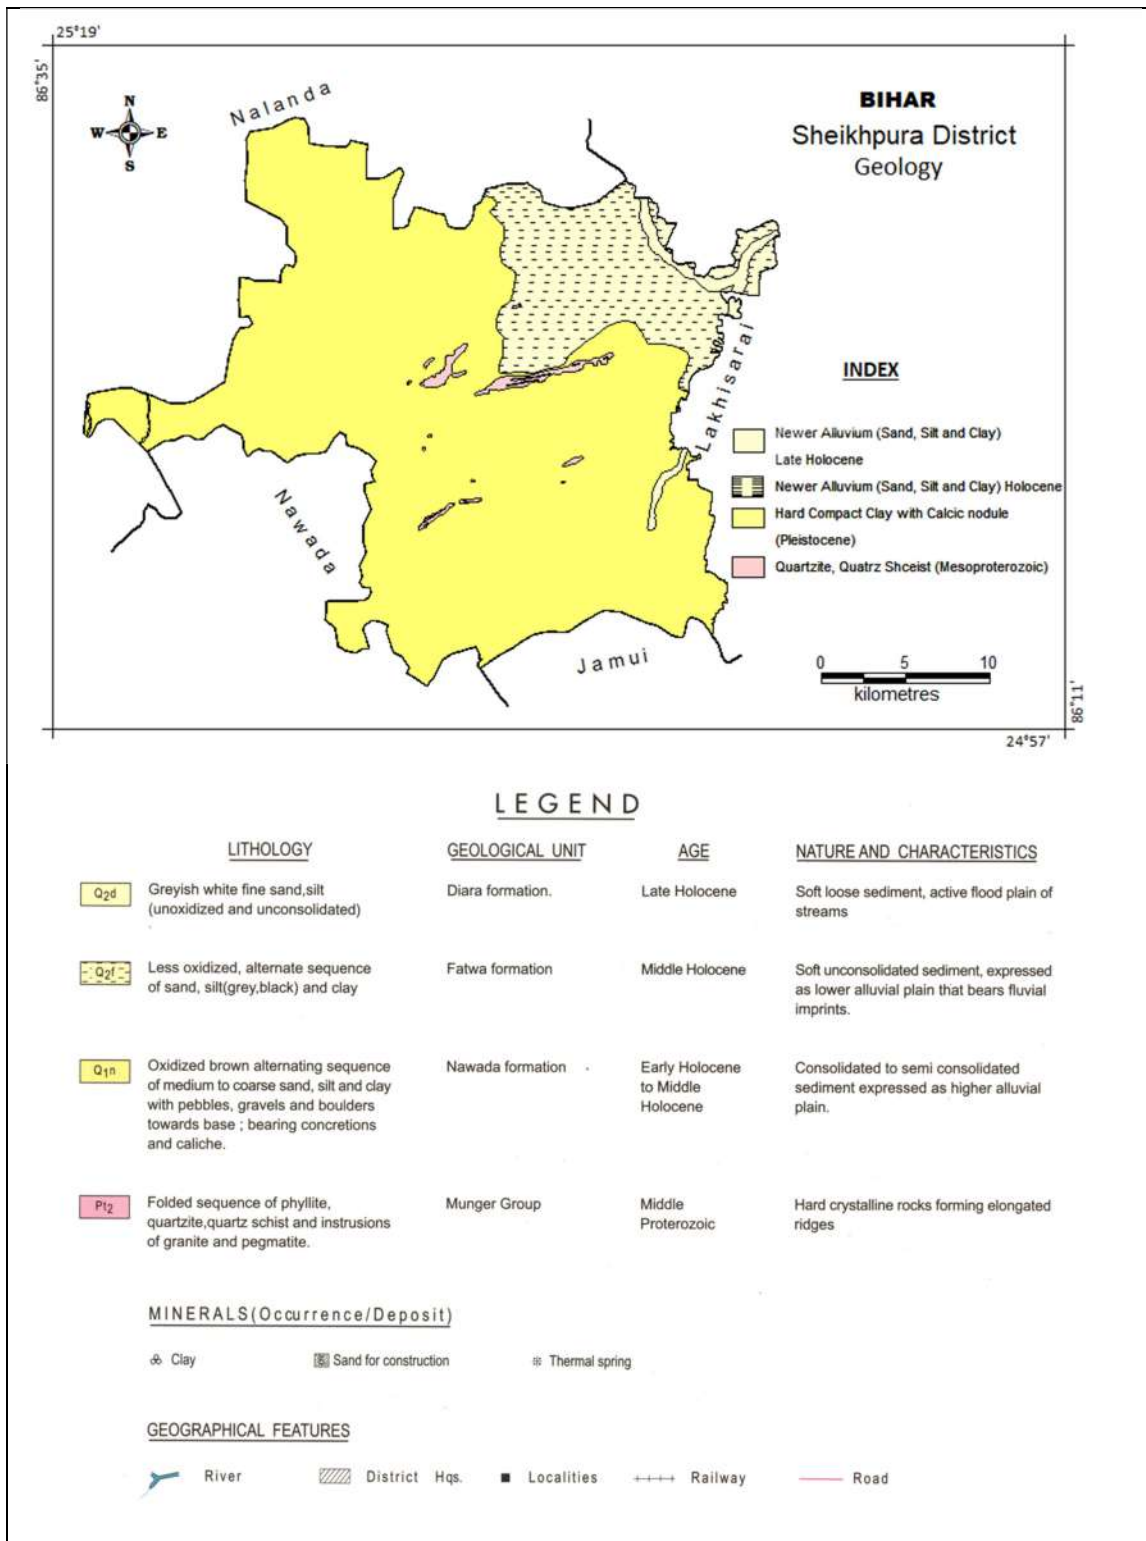 25°19'
86°35'
N
W E
S
Nalanda
BIHAR
Sheikhpura District
Geology
Lakhisarai
INDEX
Newer Alluvium (Sand, Silt and Clay)
Late Holocene
Newer Alluvium (Sand, Silt and Clay) Holocene
Hard Compact Clay with Calcic nodule
(Pleistocene)
Quartzite, Quatrz Shceist (Mesoproterozoic)
Nawada
Jamui
0 5 10
kilometres
86°11'
24°57'
LEGEND
LITHOLOGY GEOLOGICAL UNIT AGE NATURE AND CHARACTERISTICS
Q2d Greyish white fine sand,silt Diara formation. Late Holocene Soft loose sediment, active flood plain of
(unoxidized and unconsolidated) streams
Q2f Less oxidized, alternate sequence Fatwa formation Middle Holocene Soft unconsolidated sediment, expressed
of sand, silt(grey,black) and clay as lower alluvial plain that bears fluvial
imprints.
Q1n Oxidized brown alternating sequence Nawada formation Early Holocene Consolidated to semi consolidated
of medium to coarse sand, silt and clay to Middle sediment expressed as higher alluvial
with pebbles, gravels and boulders Holocene plain.
towards base ; bearing concretions
and caliche.
Pt2 Folded sequence of phyllite, Munger Group Middle Hard crystalline rocks forming elongated
quartzite,quartz schist and instrusions Proterozoic ridges
of granite and pegmatite.
MINERALS(Occurrence/Deposit)
Clay S Sand for construction Thermal spring
GEOGRAPHICAL FEATURES
River District Hqs. Localities Railway Road